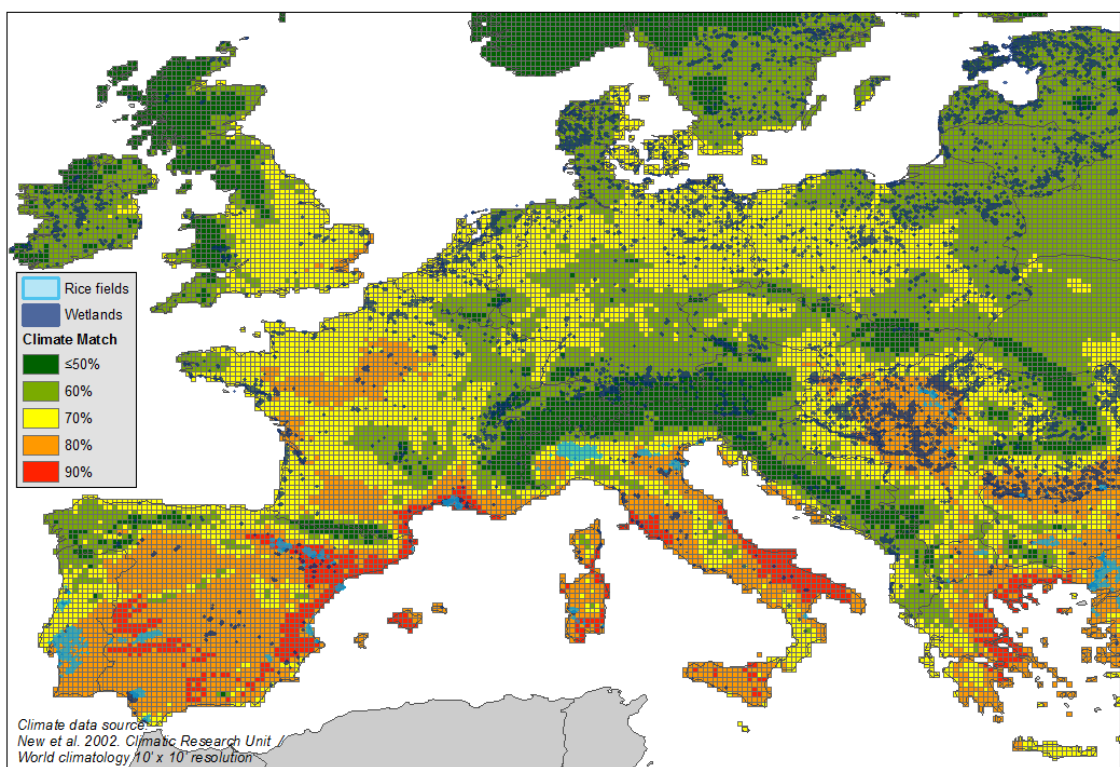 Rice fields
Wetlands
Climate Match
≤50%
60%
70%
80%
90%
Climate data source:
New et al. 2002. Climatic Research Unit /
World climatology 10' x 10' resolution